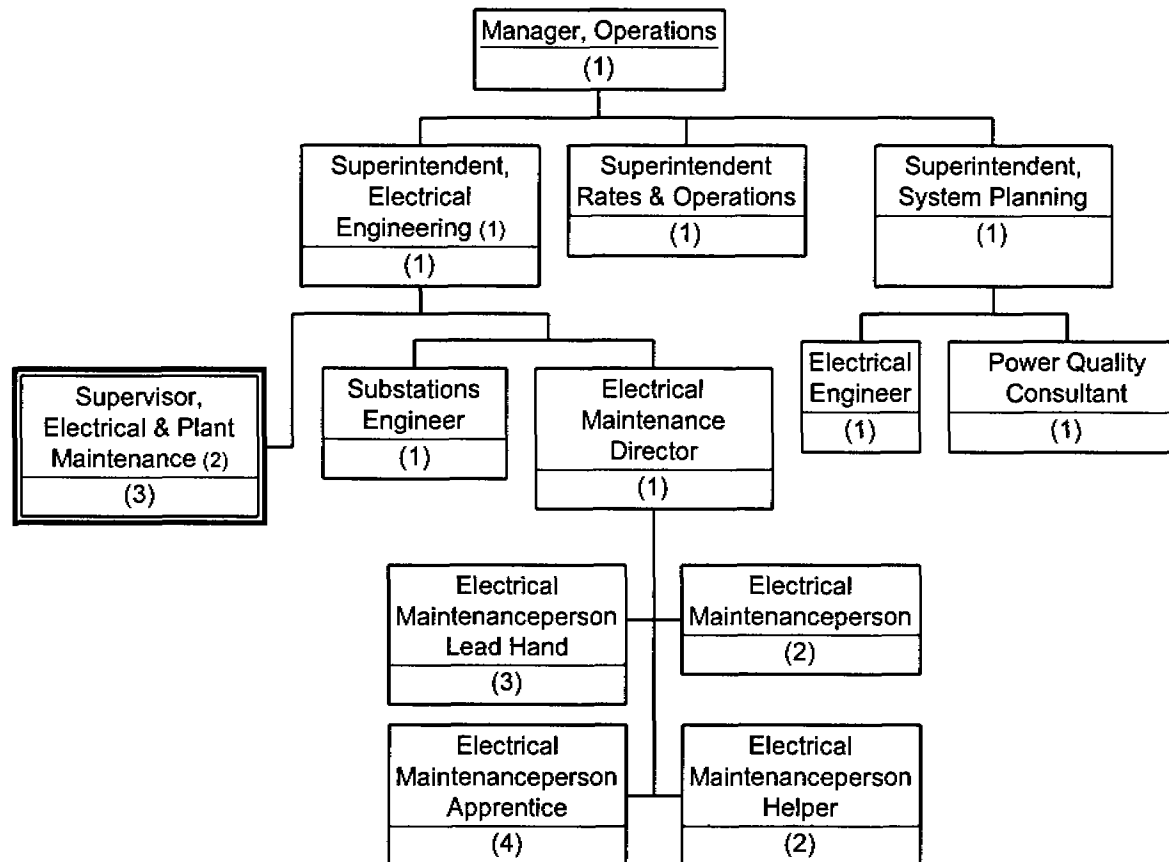 Manager, Operations
(1)
Superintendent,
Electrical
Engineering (1)
(1)
Superintendent
Rates & Operations
(1)
Superintendent,
System Planning
(1)
Supervisor,
Electrical & Plant
Maintenance (2)
(3)
Substations
Engineer
(1)
Electrical
Maintenance
Director
(1)
Electrical
Engineer
(1)
Power Quality
Consultant
(1)
Electrical
Maintenanceperson
Lead Hand
(3)
Electrical
Maintenanceperson
(2)
Electrical
Maintenanceperson
Apprentice
(4)
Electrical
Maintenanceperson
Helper
(2)